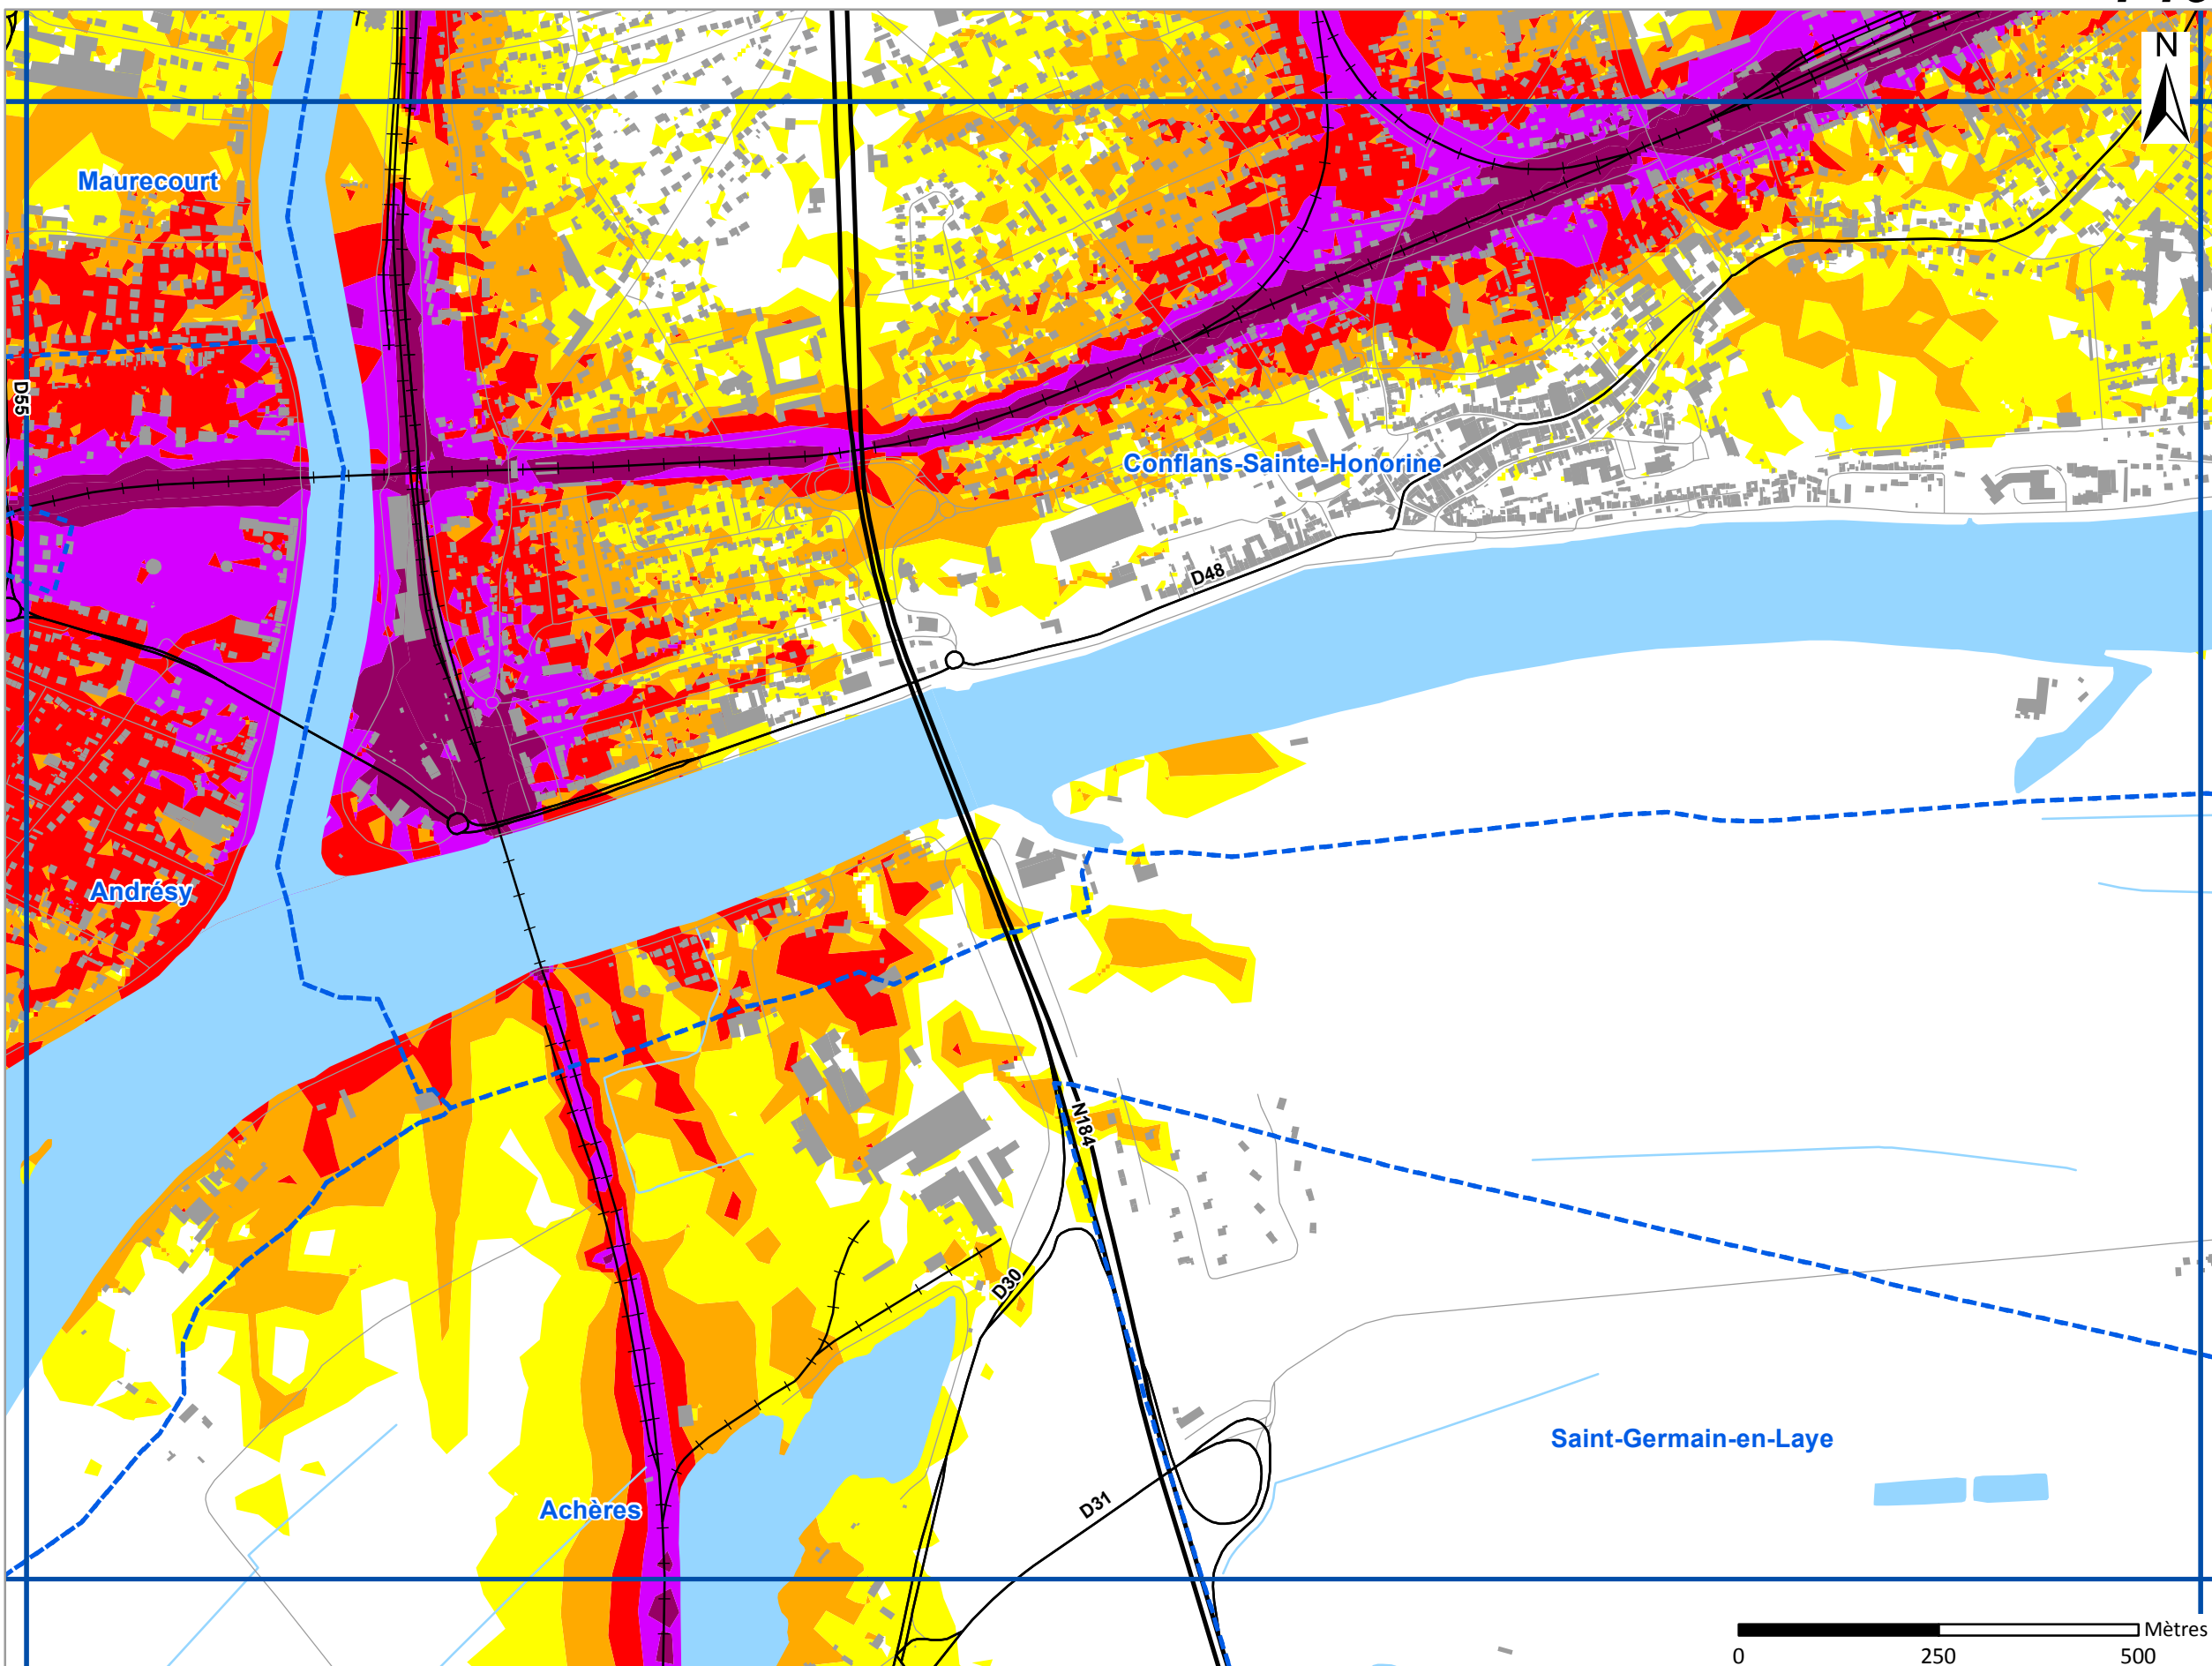 N
Maurecourt
D55
Conflans-Sainte-Honorine
D48
Andrésy
N184
D30
Saint-Germain-en-Laye
D31
Achères
Mètres
0 250 500